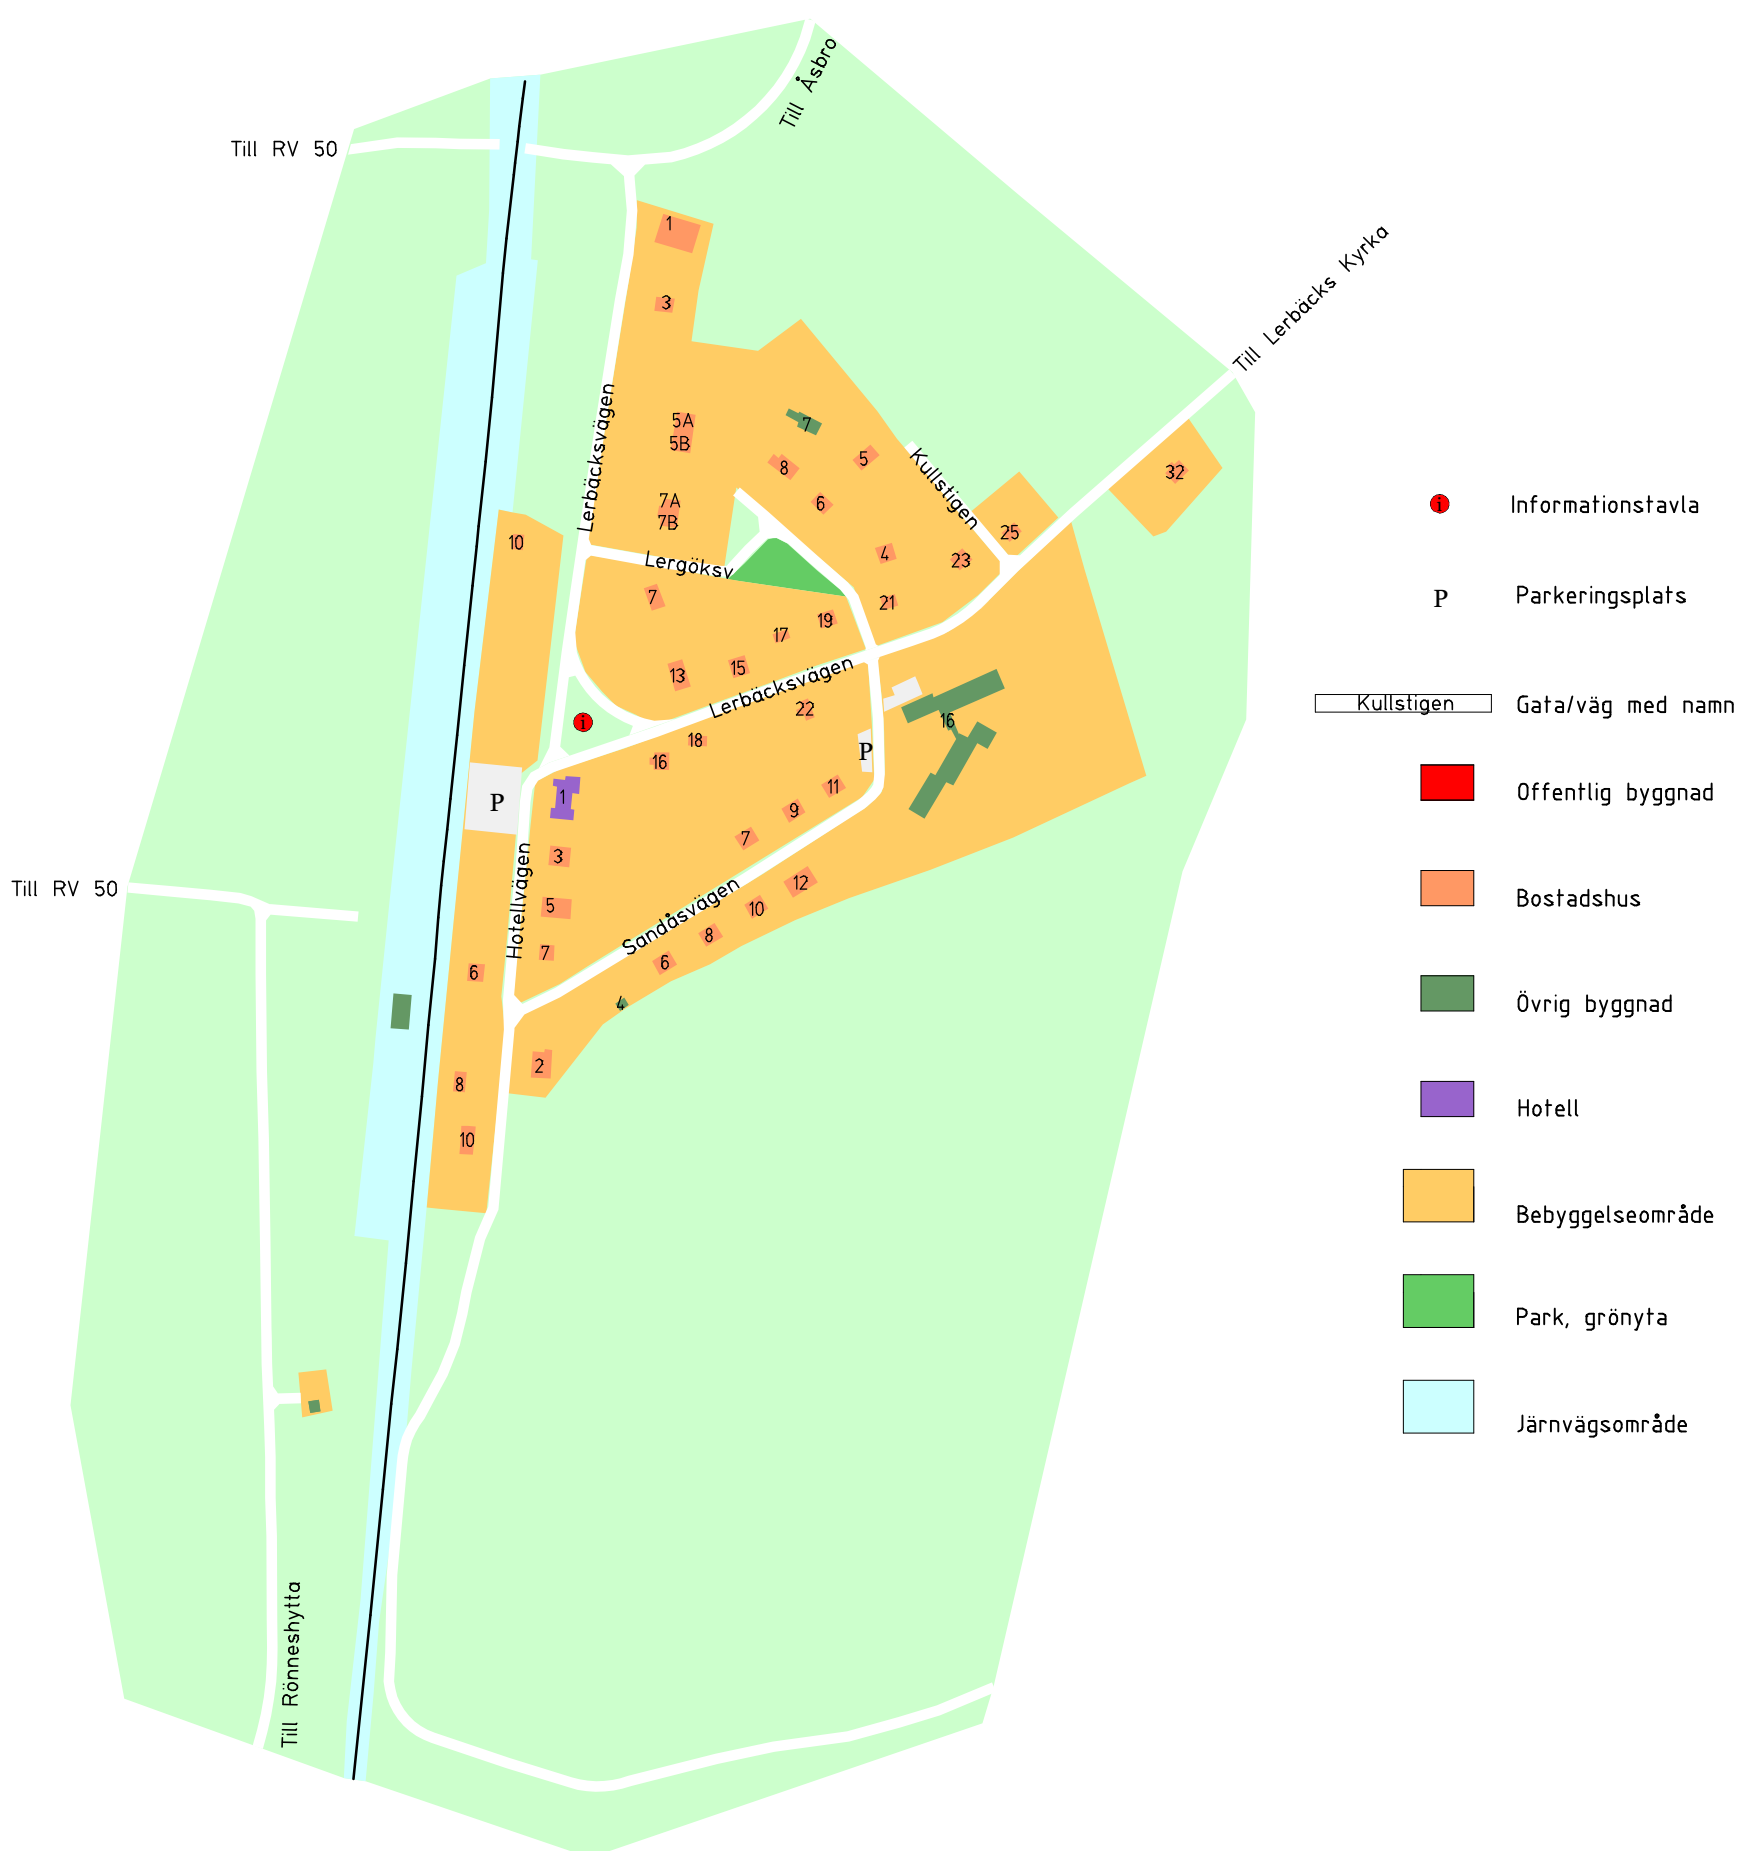 Till Åsbro
Till RV 50
1
3
Till Lerbäcks Kyrka
Lerbäcksvägen
5A
5B
7
8
5
6
Kullstigen
32
7A
7B
10
25
4
23
Lergöksv
7
21
19
17
15
13
Lerbäcksvägen
22
16
i
18
16
P
P
1
11
9
7
3
Hotellvägen
12
5
10
Sandåsvägen
8
7
6
6
4
2
8
10
Till RV 50
Till Rönneshytta
i
Informationstavla
P
Parkeringsplats
Kullstigen
Gata/väg med namn
Offentlig byggnad
Bostadshus
Övrig byggnad
Hotell
Bebyggelseområde
Park, grönyta
Järnvägsområde